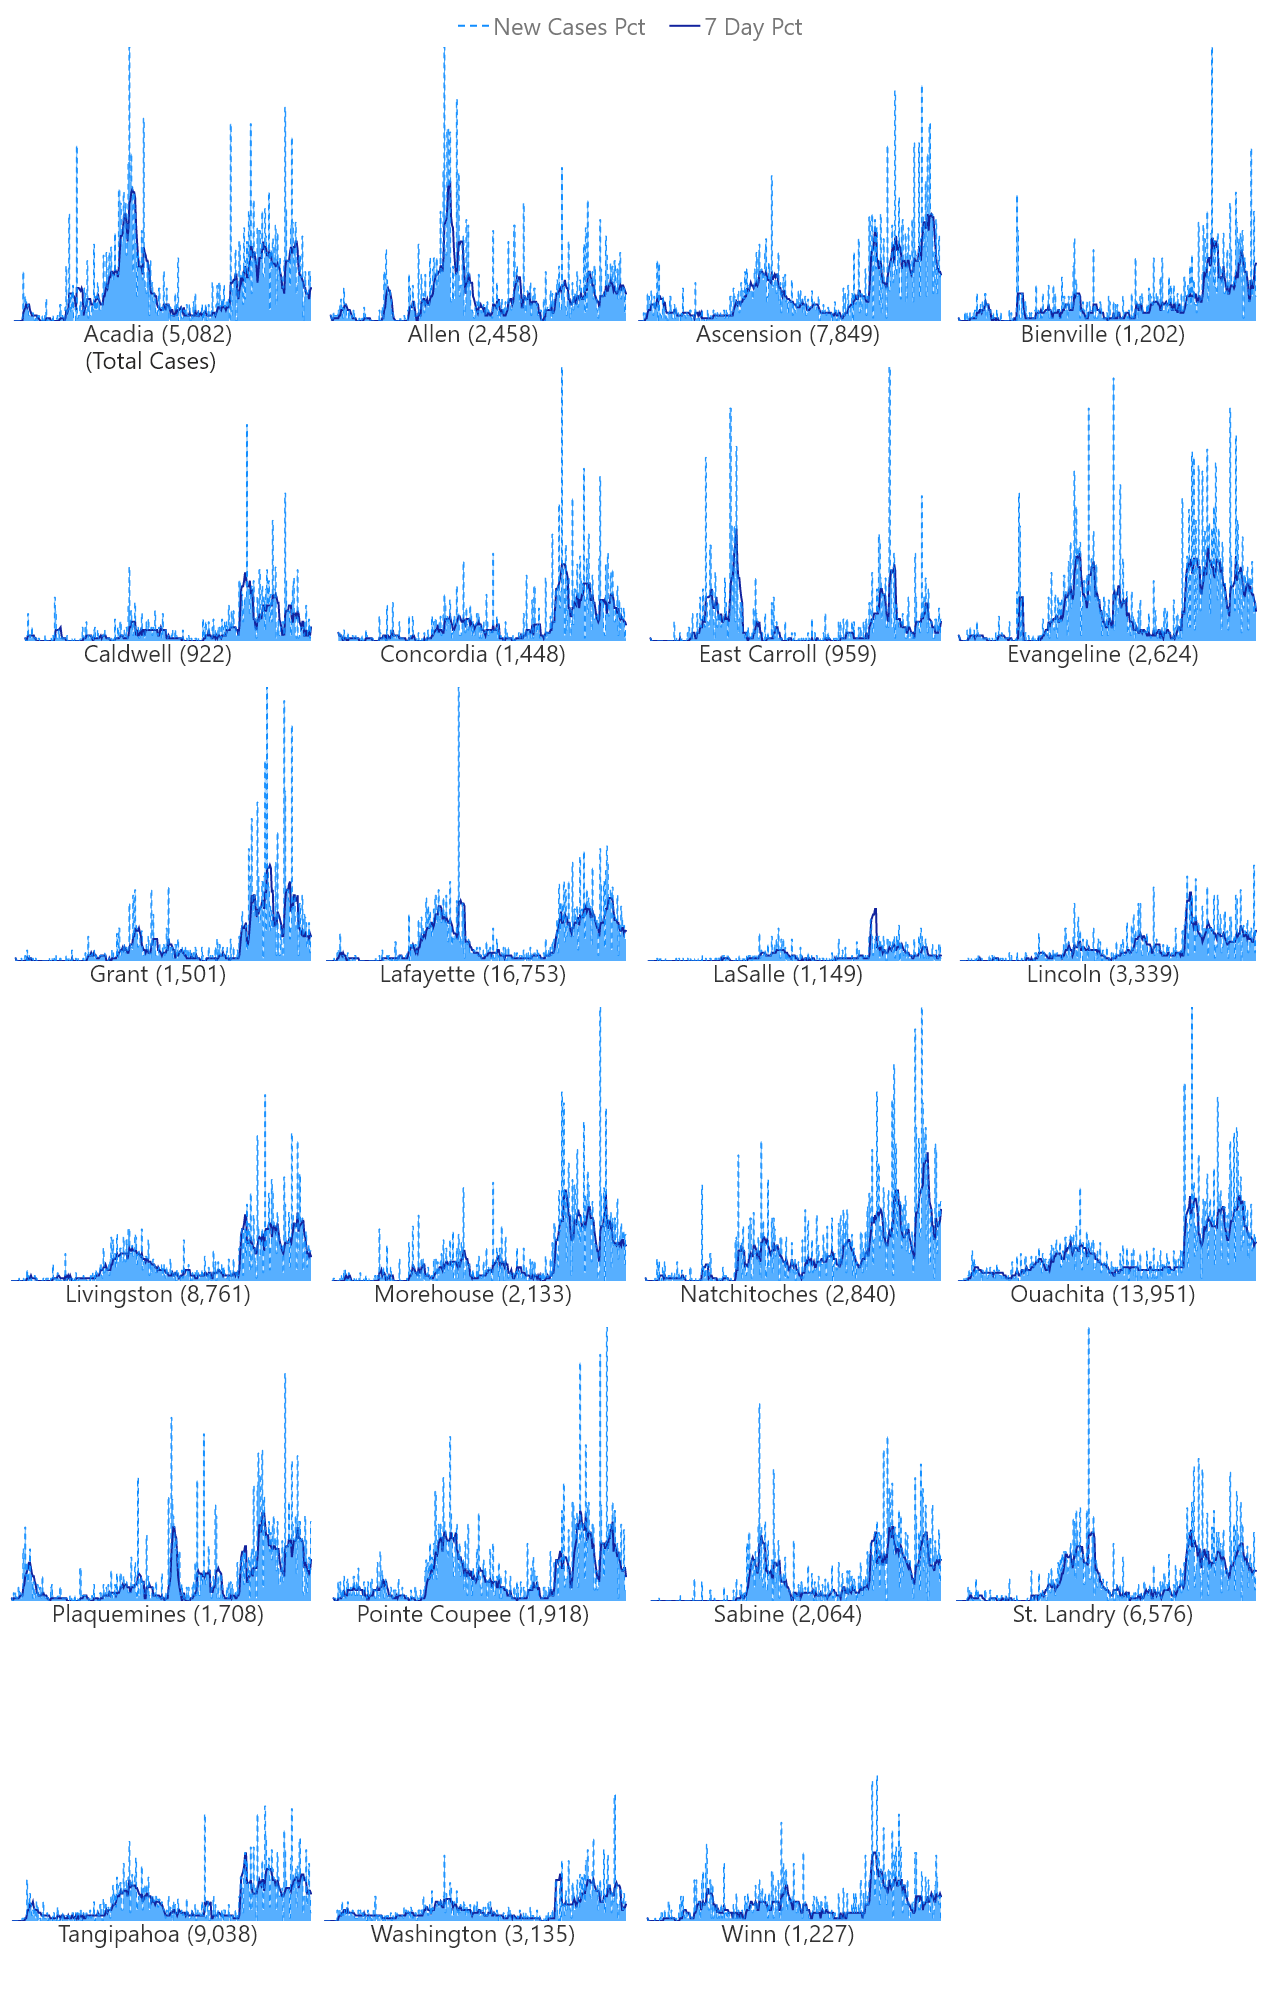 New Cases Pct 7 Day Pct
Acadia (5,082) Allen (2,458) Ascension (7,849) Bienville (1,202)
(Total Cases)
Caldwell (922) Concordia (1,448) East Carroll (959) Evangeline (2,624)
Grant (1,501) Lafayette (16,753) LaSalle (1,149) Lincoln (3,339)
Livingston (8,761) Morehouse (2,133) Natchitoches (2,840) Ouachita (13,951)
Plaquemines (1,708) Pointe Coupee (1,918) Sabine (2,064) St. Landry (6,576)
Tangipahoa (9,038) Washington (3,135) Winn (1,227)